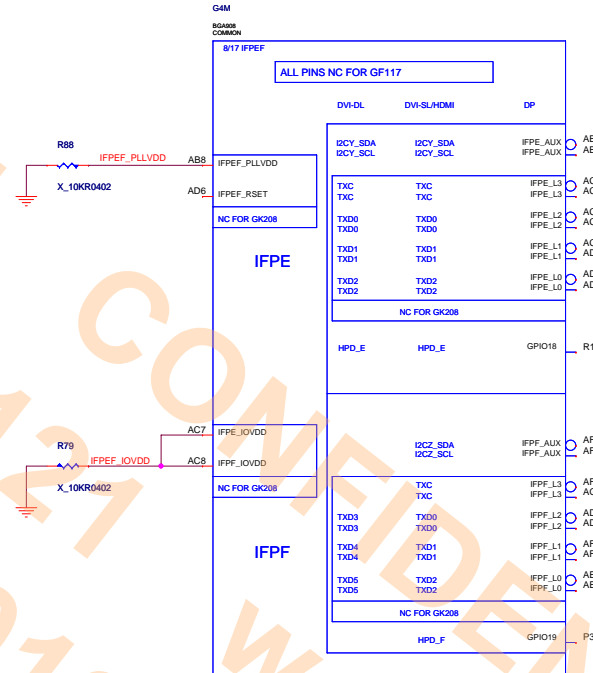 G4M
BGA908
COMMON
8/17 IFPEF
ALL PINS NC FOR GF117
DVI-DL DVI-SL/HDMI DP
R88
IFPEF_PLLVDD
AB8
IFPEF_PLLVDD
X_10KR0402
AD6
IFPEF_RSET
NC FOR GK208
IFPE
I2CY_SDA I2CY_SDA IFPE_AUX
I2CY_SCL I2CY_SCL IFPE_AUX
TXC TXC IFPE_L3
TXC TXC IFPE_L3
TXD0 TXD0 IFPE_L2
TXD0 TXD0 IFPE_L2
TXD1 TXD1 IFPE_L1
TXD1 TXD1 IFPE_L1
TXD2 TXD2 IFPE_L0
TXD2 TXD2 IFPE_L0
NC FOR GK208
HPD_E HPD_E GPIO18
R79
IFPEF_IOVDD
AC7
IFPE_IOVDD
AC8
IFPF_IOVDD
X_10KR0402
NC FOR GK208
IFPF
I2CZ_SDA IFPF_AUX
I2CZ_SCL IFPF_AUX
TXC IFPF_L3
TXC IFPF_L3
TXD3 TXD0 IFPF_L2
TXD3 TXD0 IFPF_L2
TXD4 TXD1 IFPF_L1
TXD4 TXD1 IFPF_L1
TXD5 TXD2 IFPF_L0
TXD5 TXD2 IFPF_L0
NC FOR GK208
HPD_F GPIO19